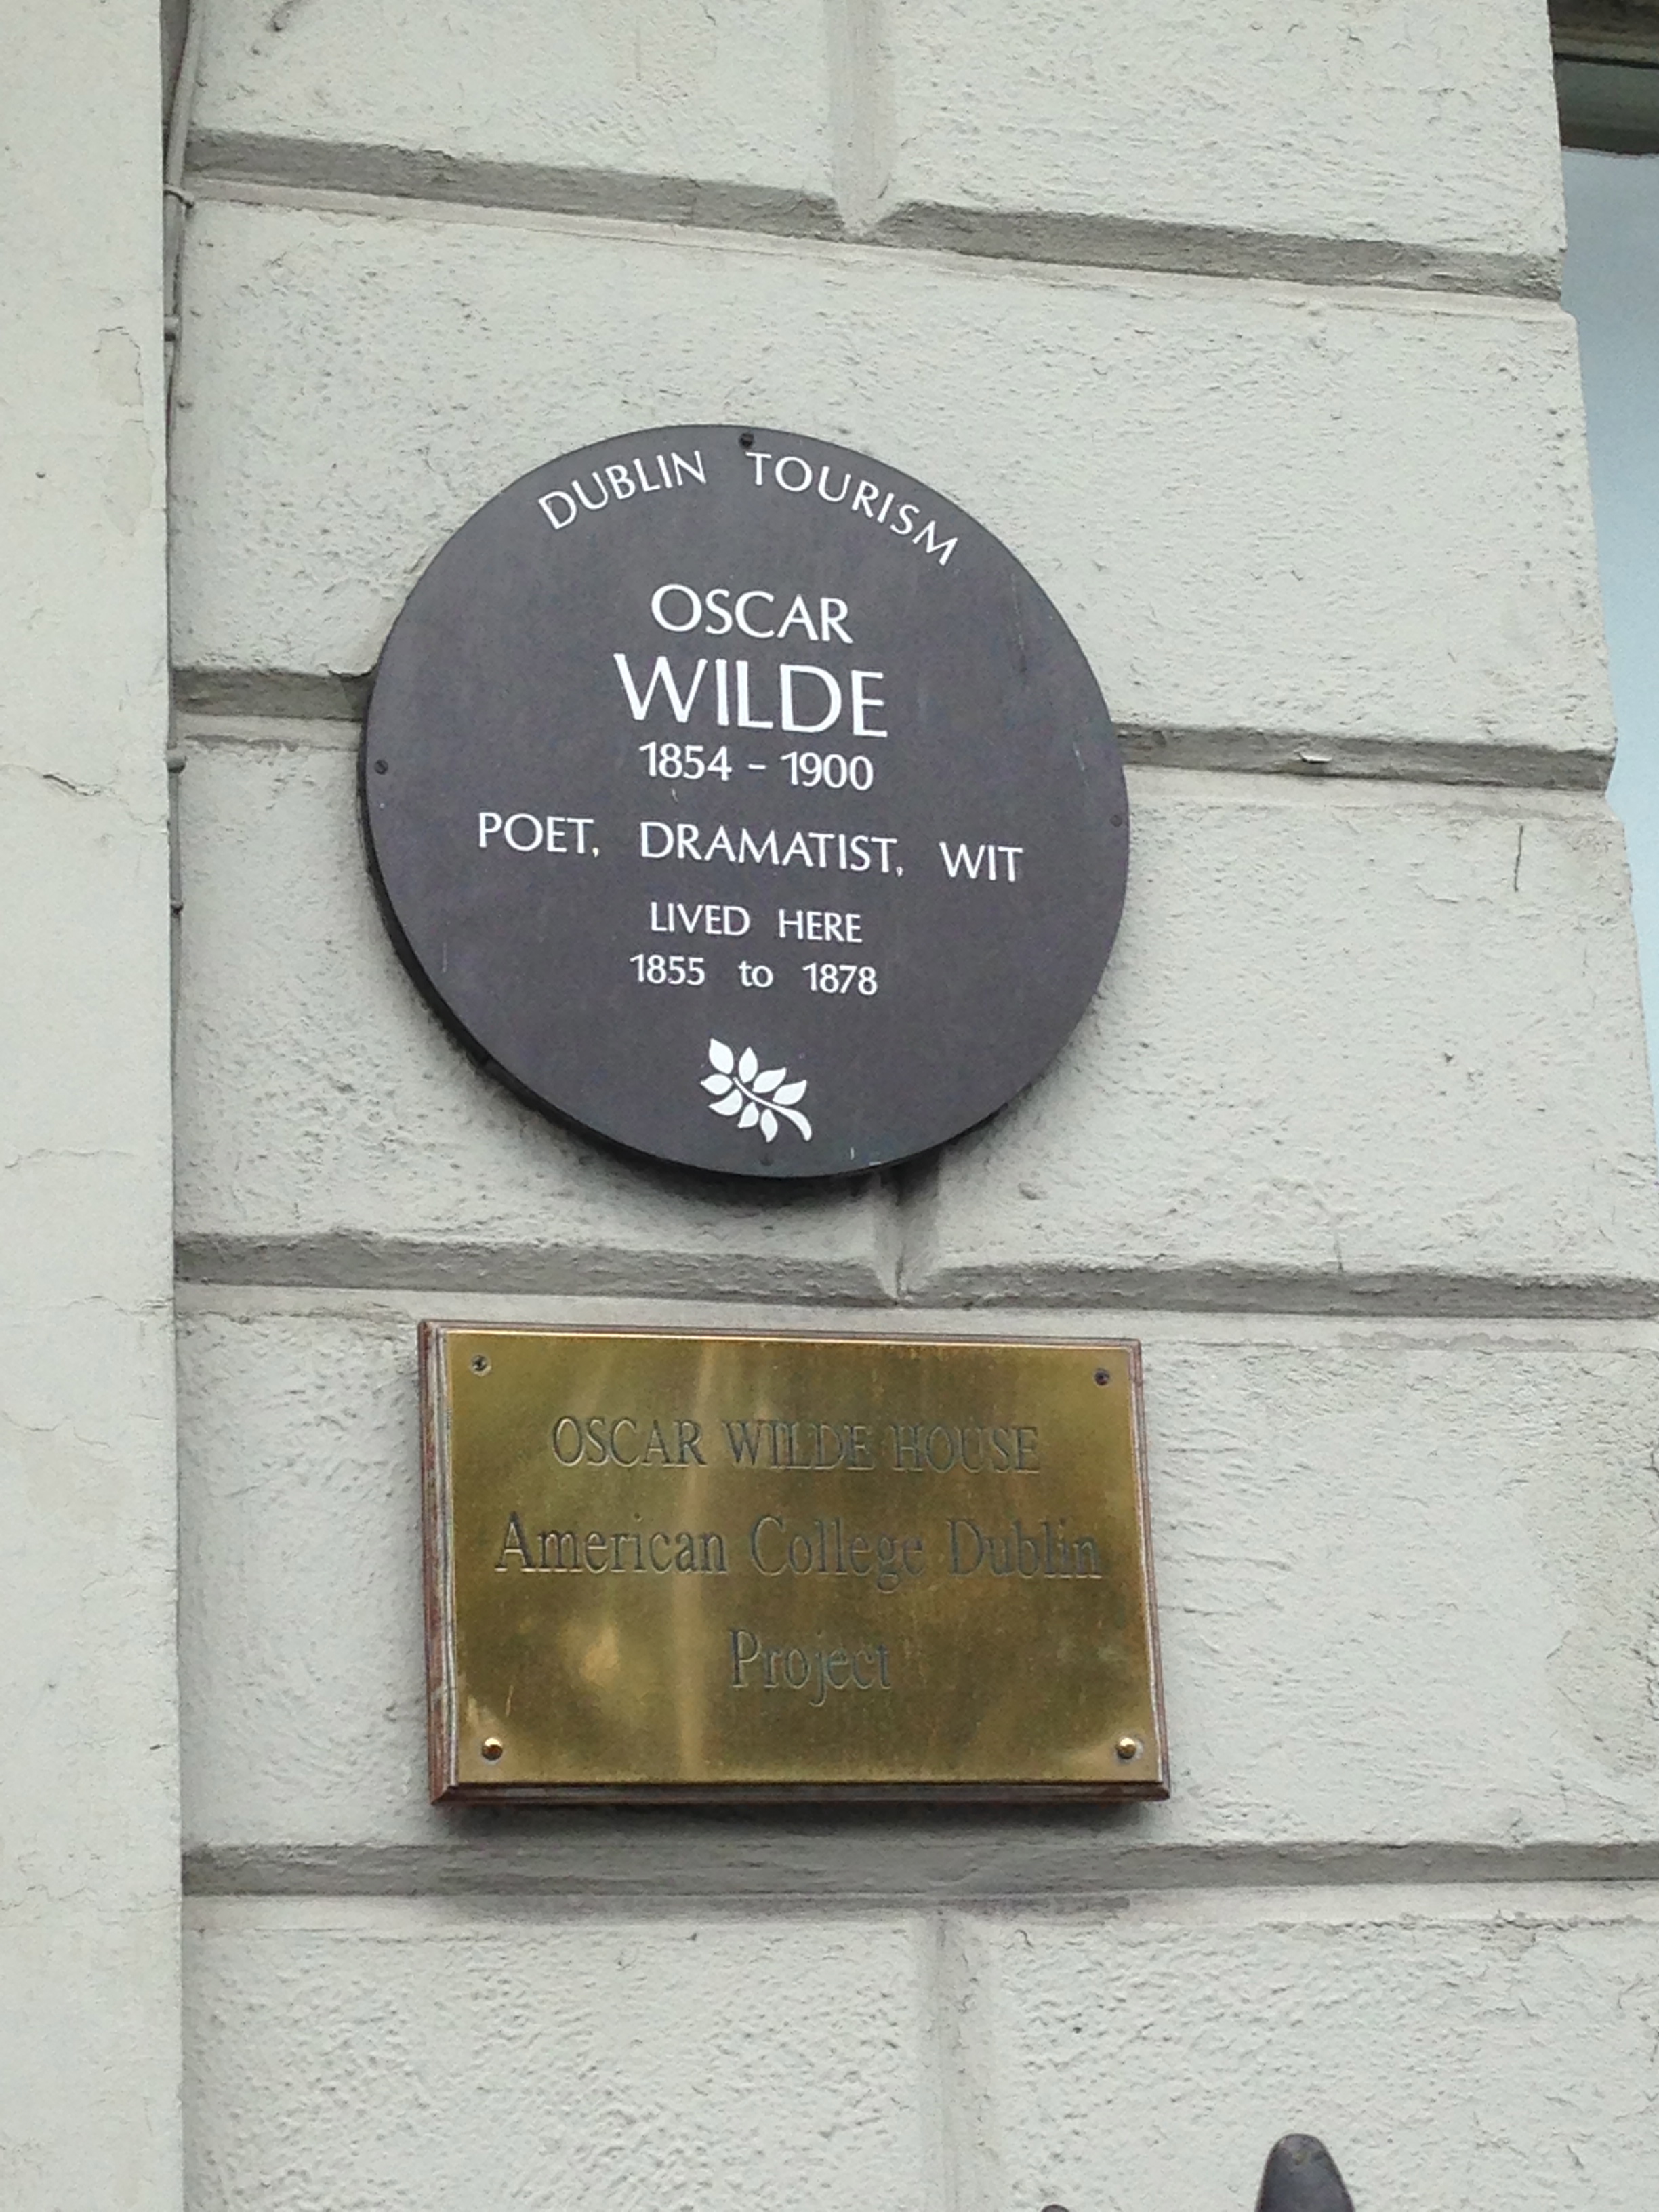 DUBLIN TOURISM
OSCAR
WILDE
1854 - 1900
POET, DRAMATIST, WIT
LIVED HERE
1855 to 1878
OSCAR WILDE HOUSE
American College Dublin
Project